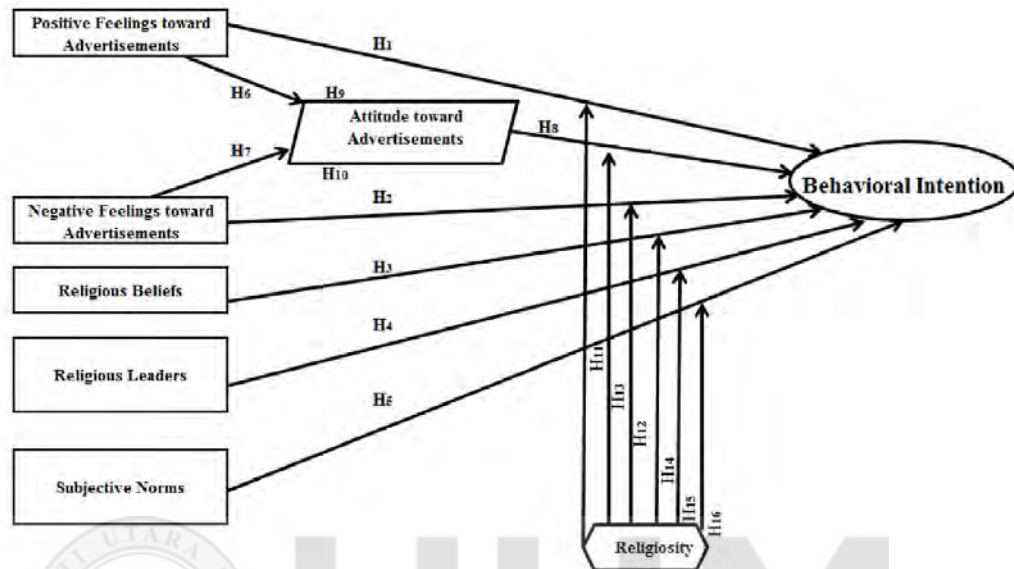 Positive Feelings toward
Advertisements
H1
H6
H9
Attitude toward
Advertisements
H8
H7
H10
Behavioral Intention
Negative Feelings toward
Advertisements
H2
Religious Beliefs
H3
Religious Leaders
H4
Subjective Norms
H5
H11
H13
H12
H14
H15
H16
Religiosity
UTARA